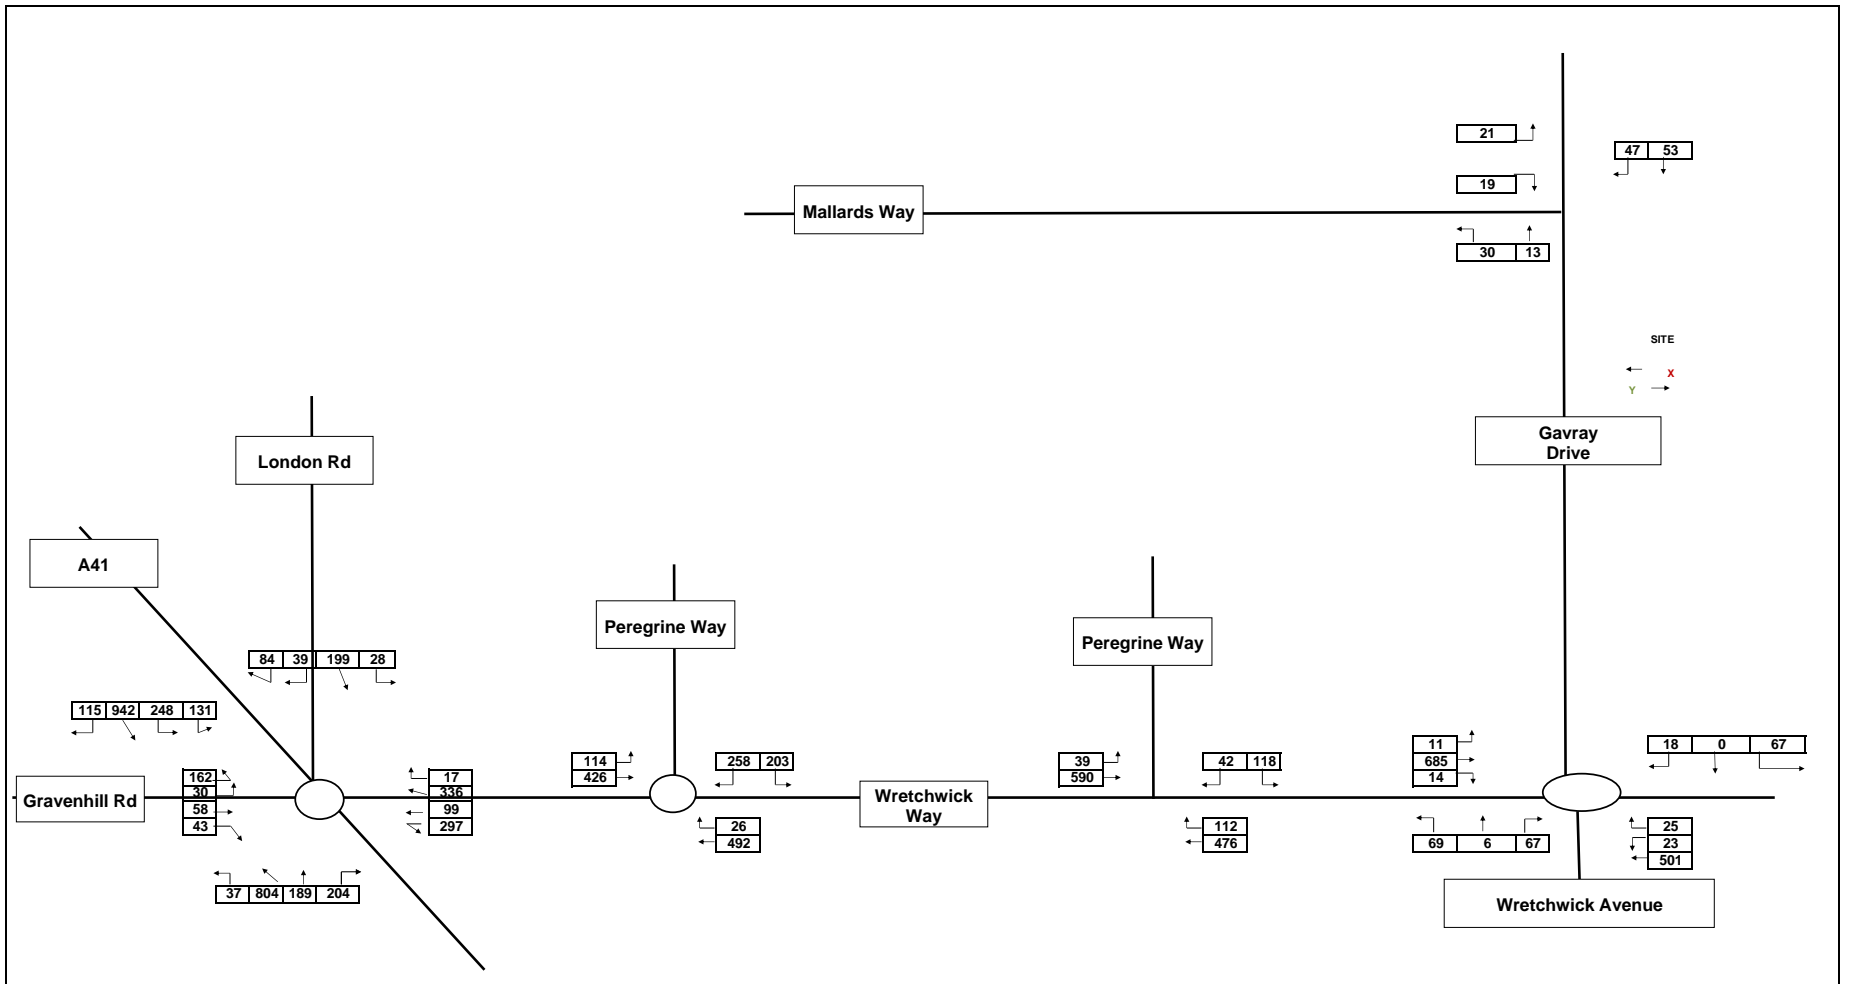 21
47 53
19
Mallards Way
30 13
SITE
X
Y
Gavray
Drive
London Rd
A41
Peregrine Way
Peregrine Way
84 39 199 28
115 942 248 131
162
30
58
43
Gravenhill Rd
17
336
99
297
114
426
258 203
Wretchwick
Way
39
590
42 118
11
685
14
18 0 67
26
492
112
476
69 6 67
25
23
501
37 804 189 204
Wretchwick Avenue